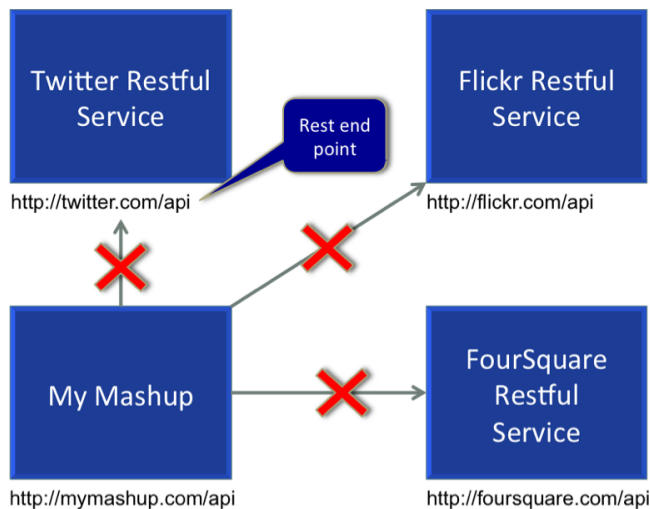 Twitter Restful
Service
Rest end
point
Flickr Restful
Service
http://twitter.com/api
http://flickr.com/api
My Mashup
FourSquare
Restful
Service
http://mymashup.com/api
http://foursquare.com/api